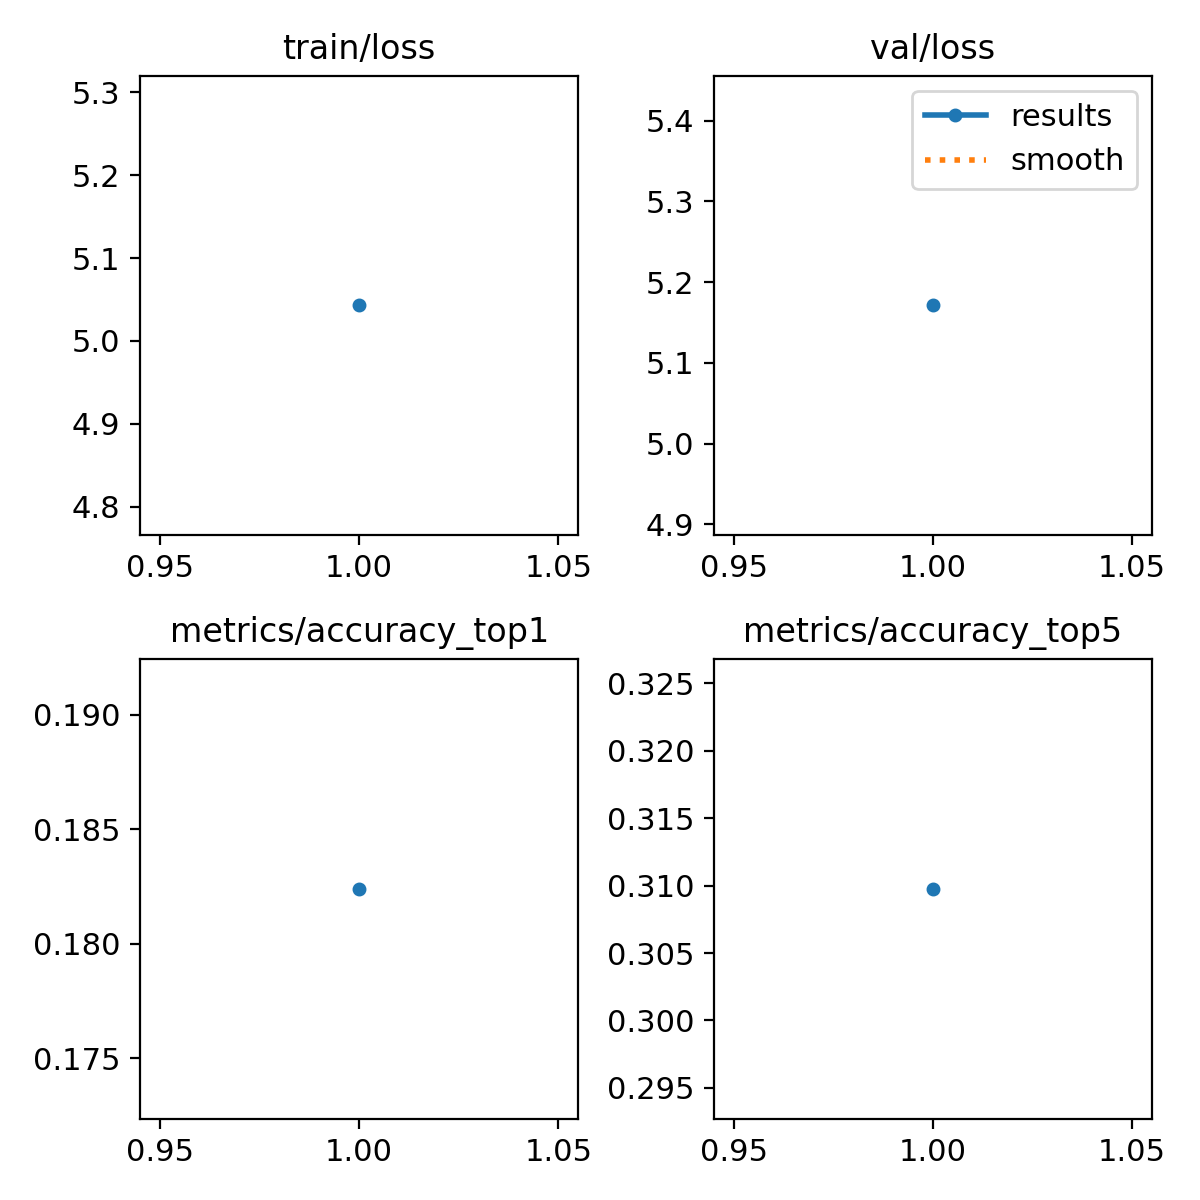 train/loss
5.3
5.2
5.1
5.0
4.9
4.8
0.95 1.00 1.05
val/loss
results
smooth
5.4
5.3
5.2
5.1
5.0
4.9
0.95 1.00 1.05
metrics/accuracy_top1
0.190
0.185
0.180
0.175
0.95 1.00 1.05
metrics/accuracy_top5
0.325
0.320
0.315
0.310
0.305
0.300
0.295
0.95 1.00 1.05